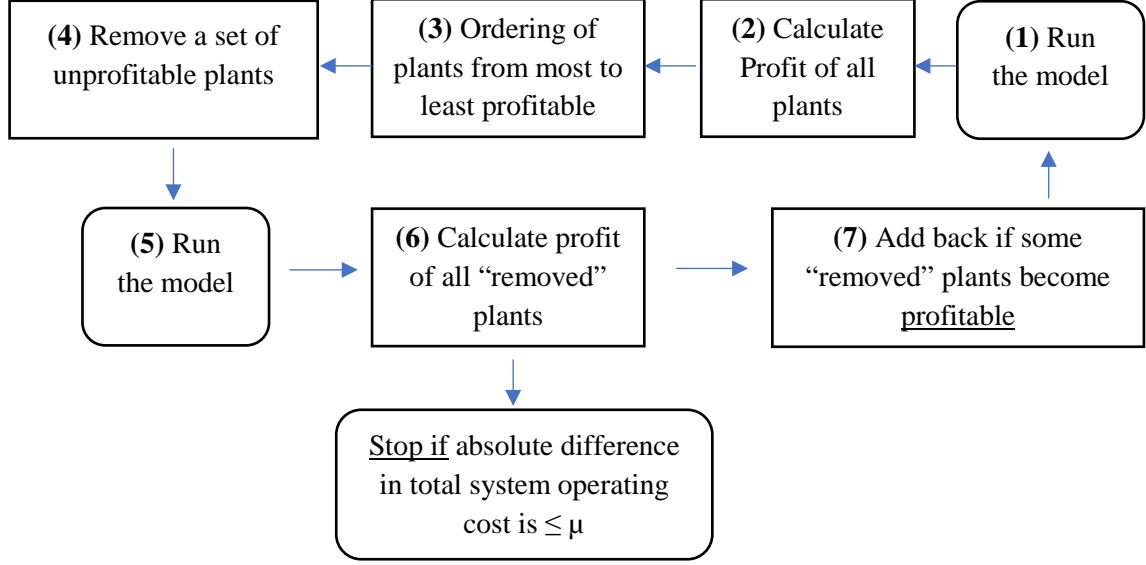 (1) Run
the model
(2) Calculate
Profit of all
plants
(3) Ordering of
plants from most to
least profitable
(4) Remove a set of
unprofitable plants
(5) Run
the model
(6) Calculate profit
of all “removed”
plants
(7) Add back if some
“removed” plants become
profitable
Stop if absolute difference
in total system operating
cost is ≤ μ